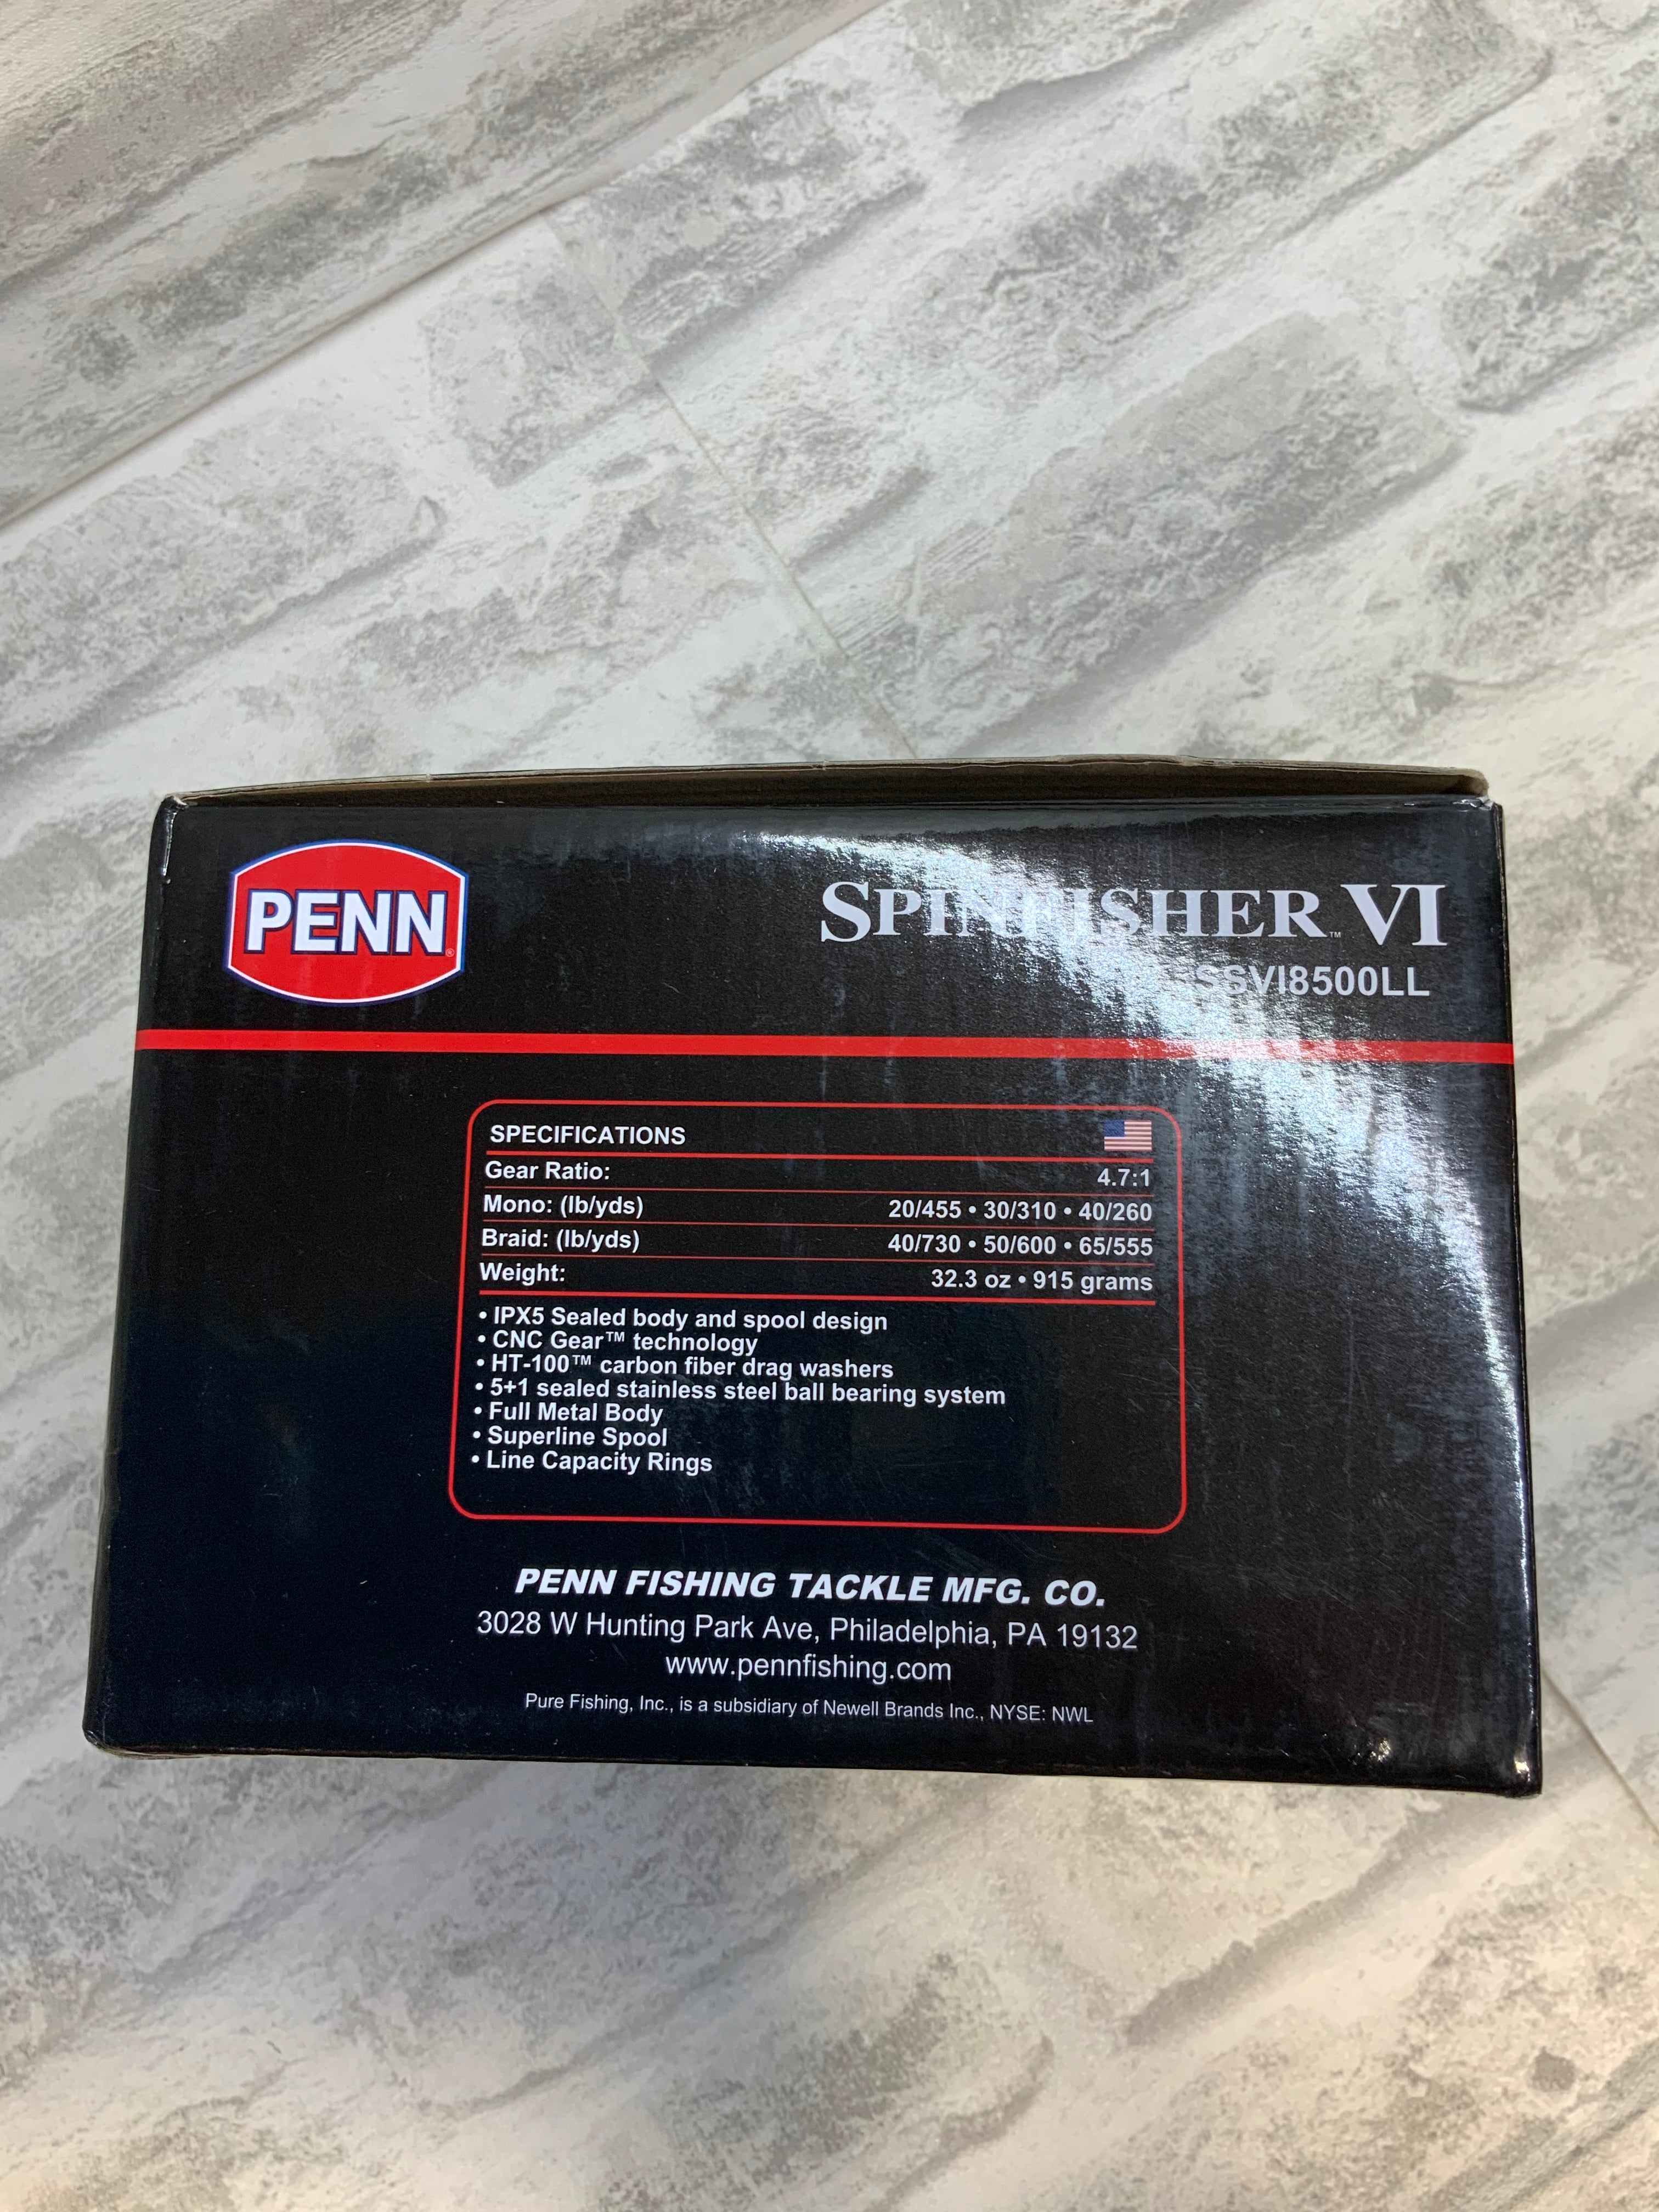 PENN®
SPINFISHER™ VI
SSVI8500LL
SPECIFICATIONS
Gear Ratio: 4.7:1
Mono: (lb/yds) 20/455 • 30/310 • 40/260
Braid: (lb/yds) 40/730 • 50/600 • 65/555
Weight: 32.3 oz • 915 grams
• IPX5 Sealed body and spool design
• CNC Gear™ technology
• HT-100™ carbon fiber drag washers
• 5+1 sealed stainless steel ball bearing system
• Full Metal Body
• Superline Spool
• Line Capacity Rings
PENN FISHING TACKLE MFG. CO.
3028 W Hunting Park Ave, Philadelphia, PA 19132
www.pennfishing.com
Pure Fishing, Inc., is a subsidiary of Newell Brands Inc., NYSE: NWL